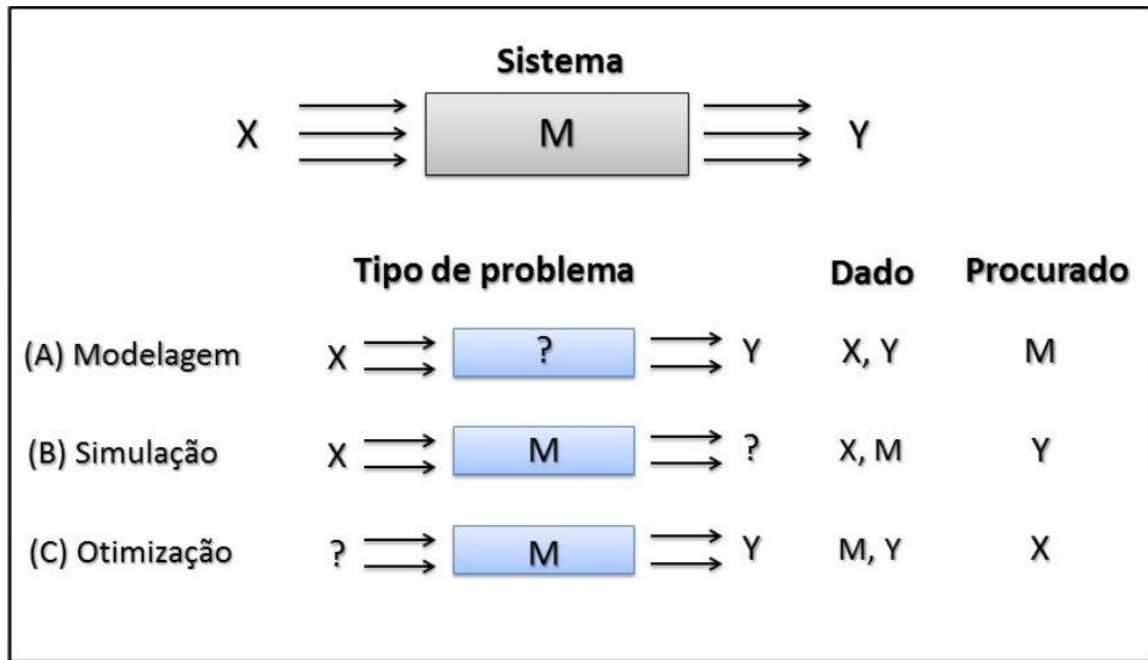 Sistema
X M Y
Tipo de problema Dado Procurado
(A) Modelagem X ? Y X, Y M
(B) Simulação X M ? X, M Y
(C) Otimização ? M Y M, Y X